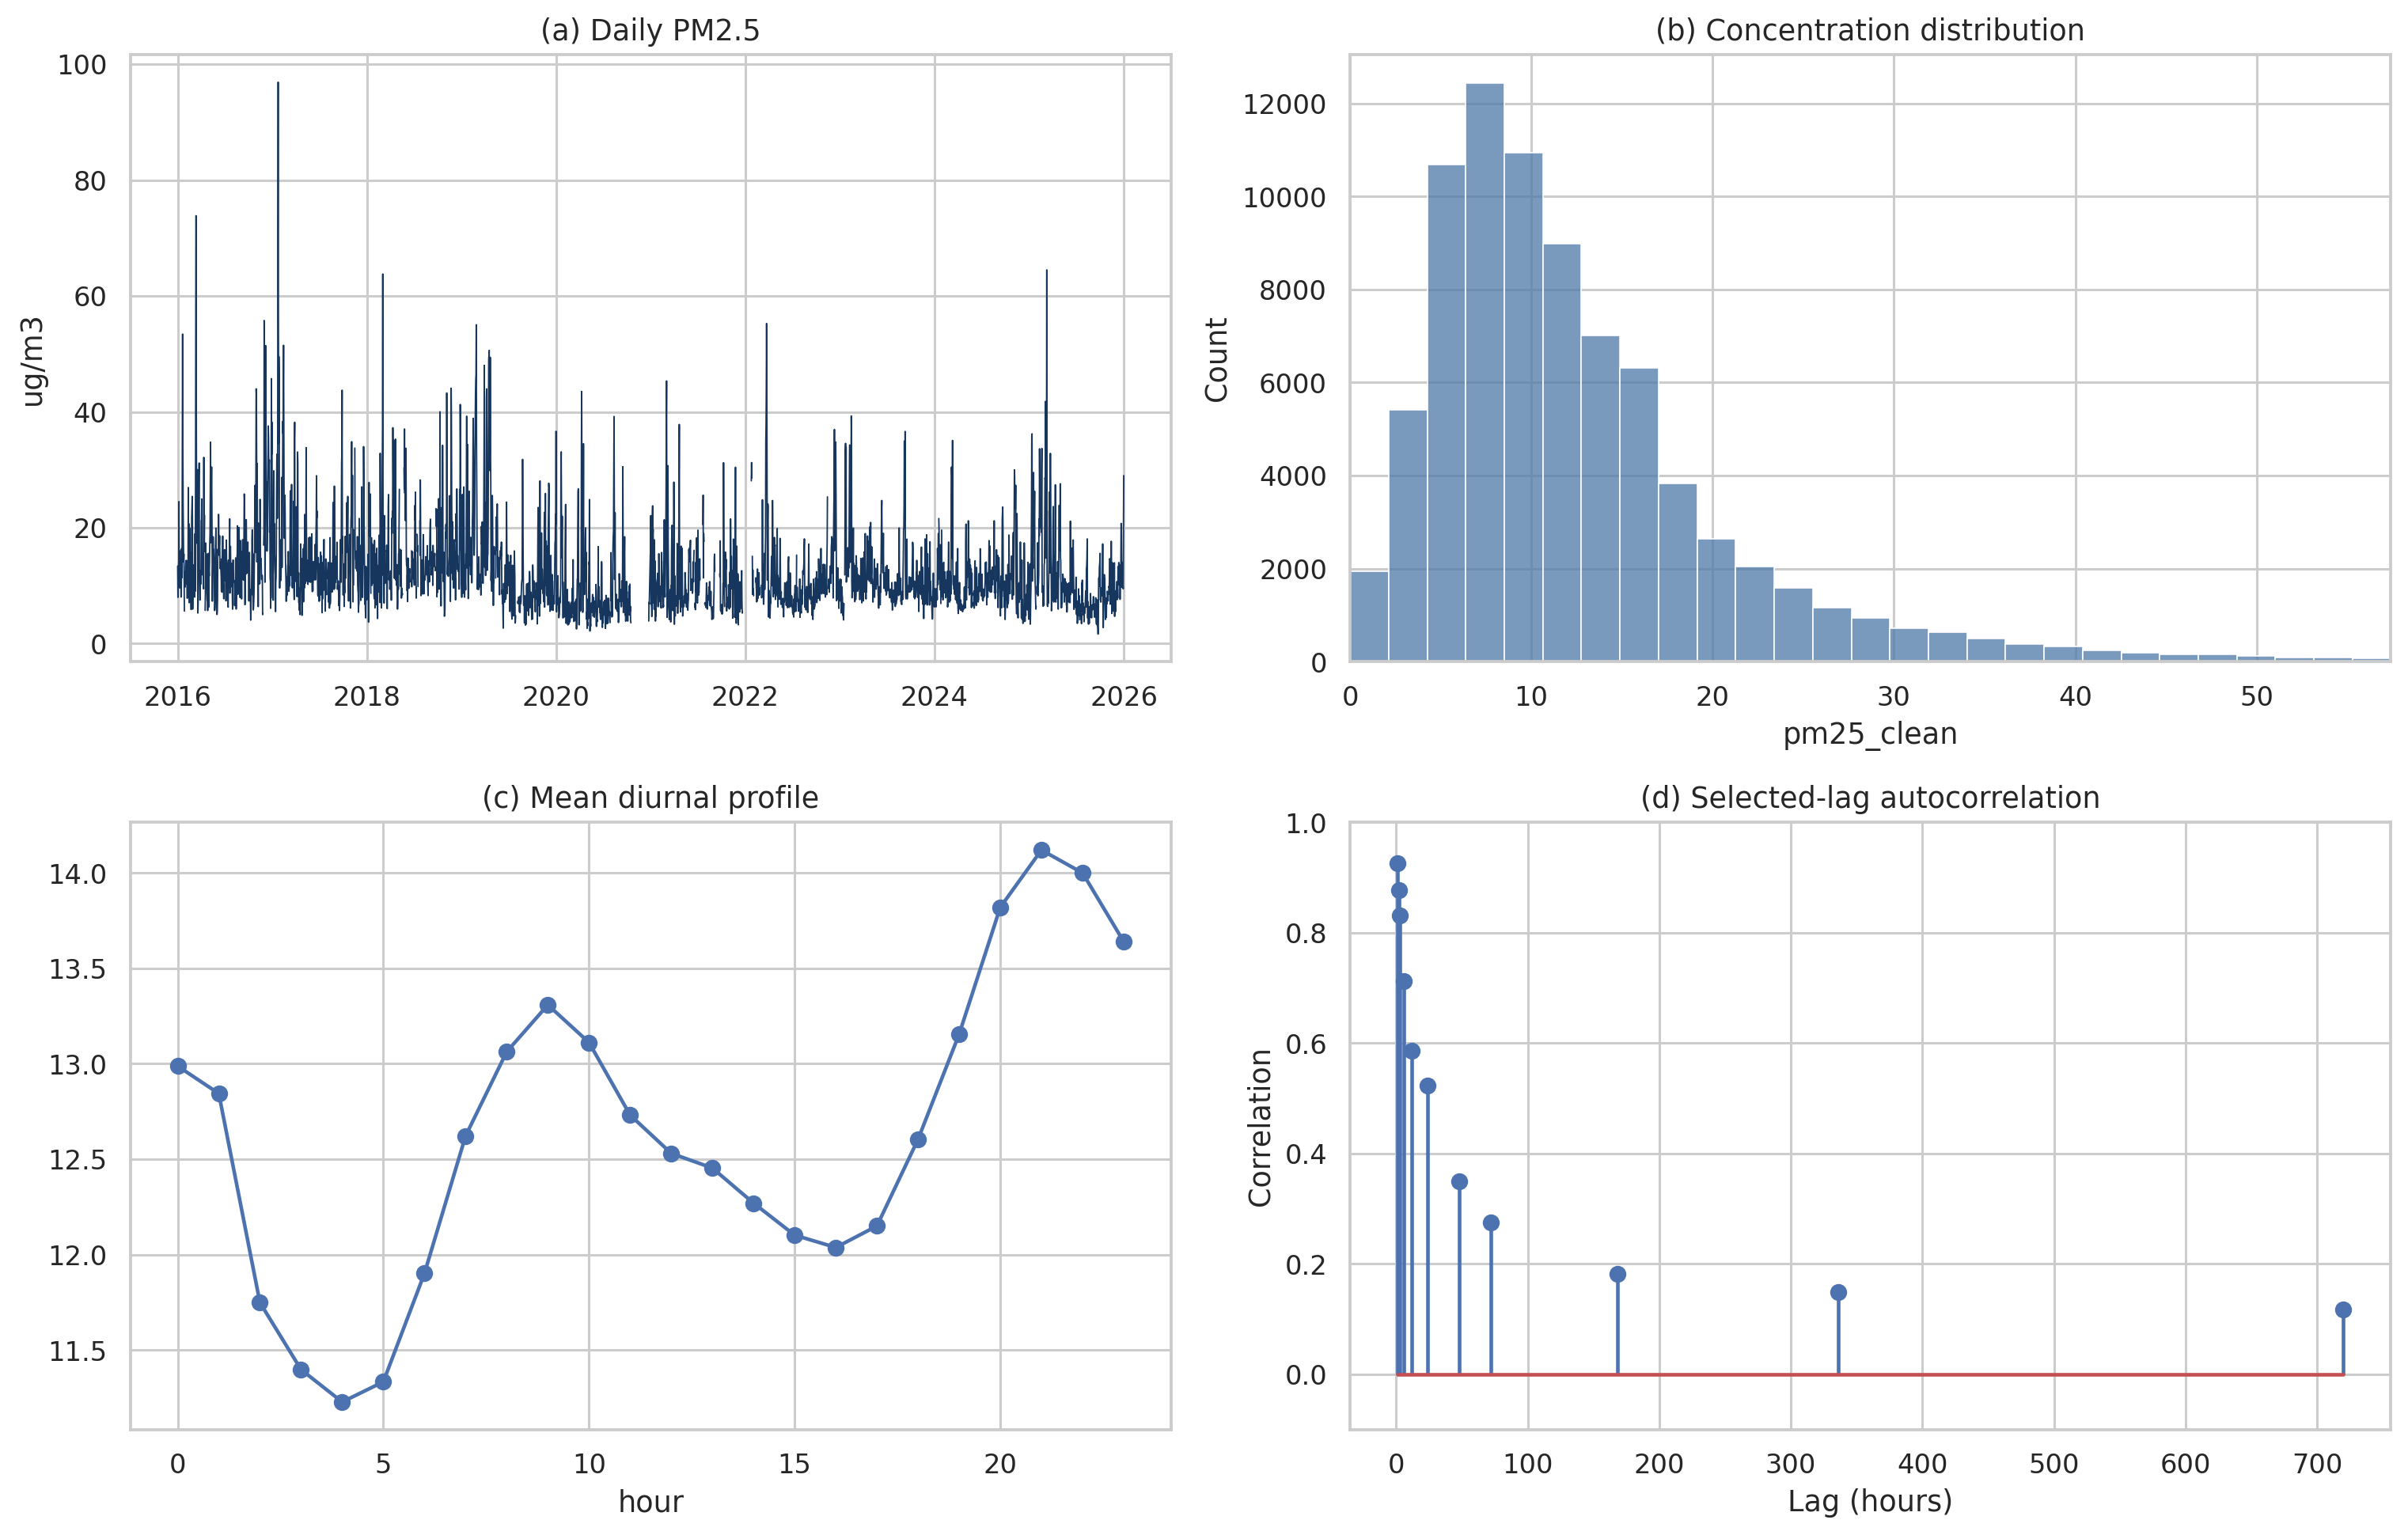 (a) Daily PM2.5
100
80
60
40
20
0
ug/m3
2016 2018 2020 2022 2024 2026
(b) Concentration distribution
12000
10000
8000
6000
4000
2000
0
Count
0 10 20 30 40 50
pm25_clean
(c) Mean diurnal profile
14.0
13.5
13.0
12.5
12.0
11.5
0 5 10 15 20
hour
(d) Selected-lag autocorrelation
1.0
0.8
0.6
0.4
0.2
0.0
Correlation
0 100 200 300 400 500 600 700
Lag (hours)